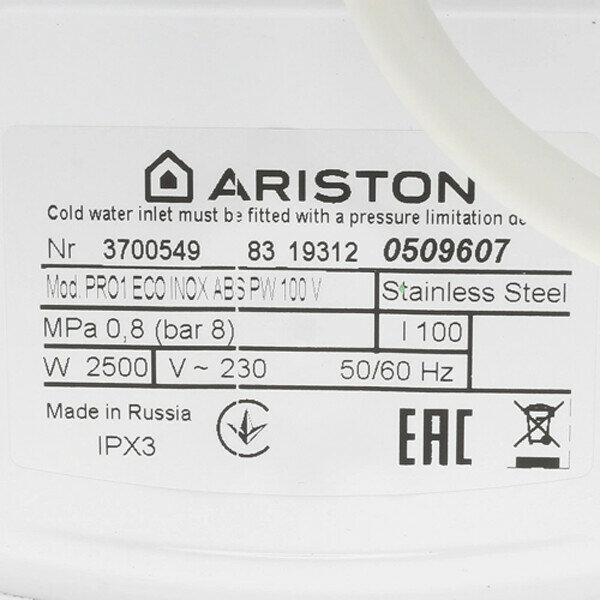 ARISTON
Cold water inlet must be fitted with a pressure limitation
Nr 3700549 83 19312 0509607
Mod. PRO1 ECO INOX ABS PW 100 V Stainless Steel
MPa 0,8 (bar 8) l 100
W 2500 V ~ 230 50/60 Hz
Made in Russia
IPX3
EAC